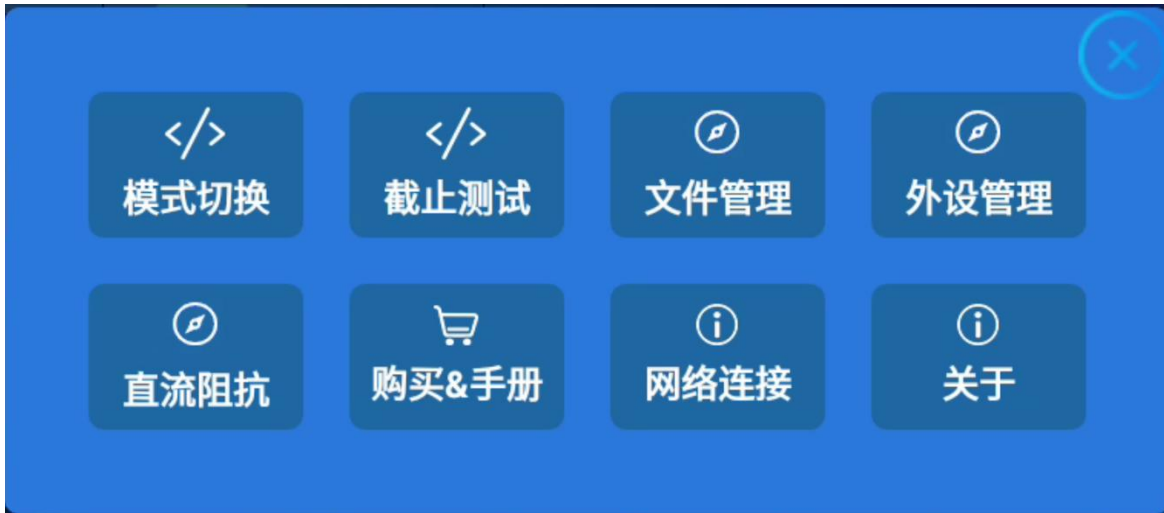 模式切换
截止测试
文件管理
外设管理
直流阻抗
购买&手册
网络连接
关于